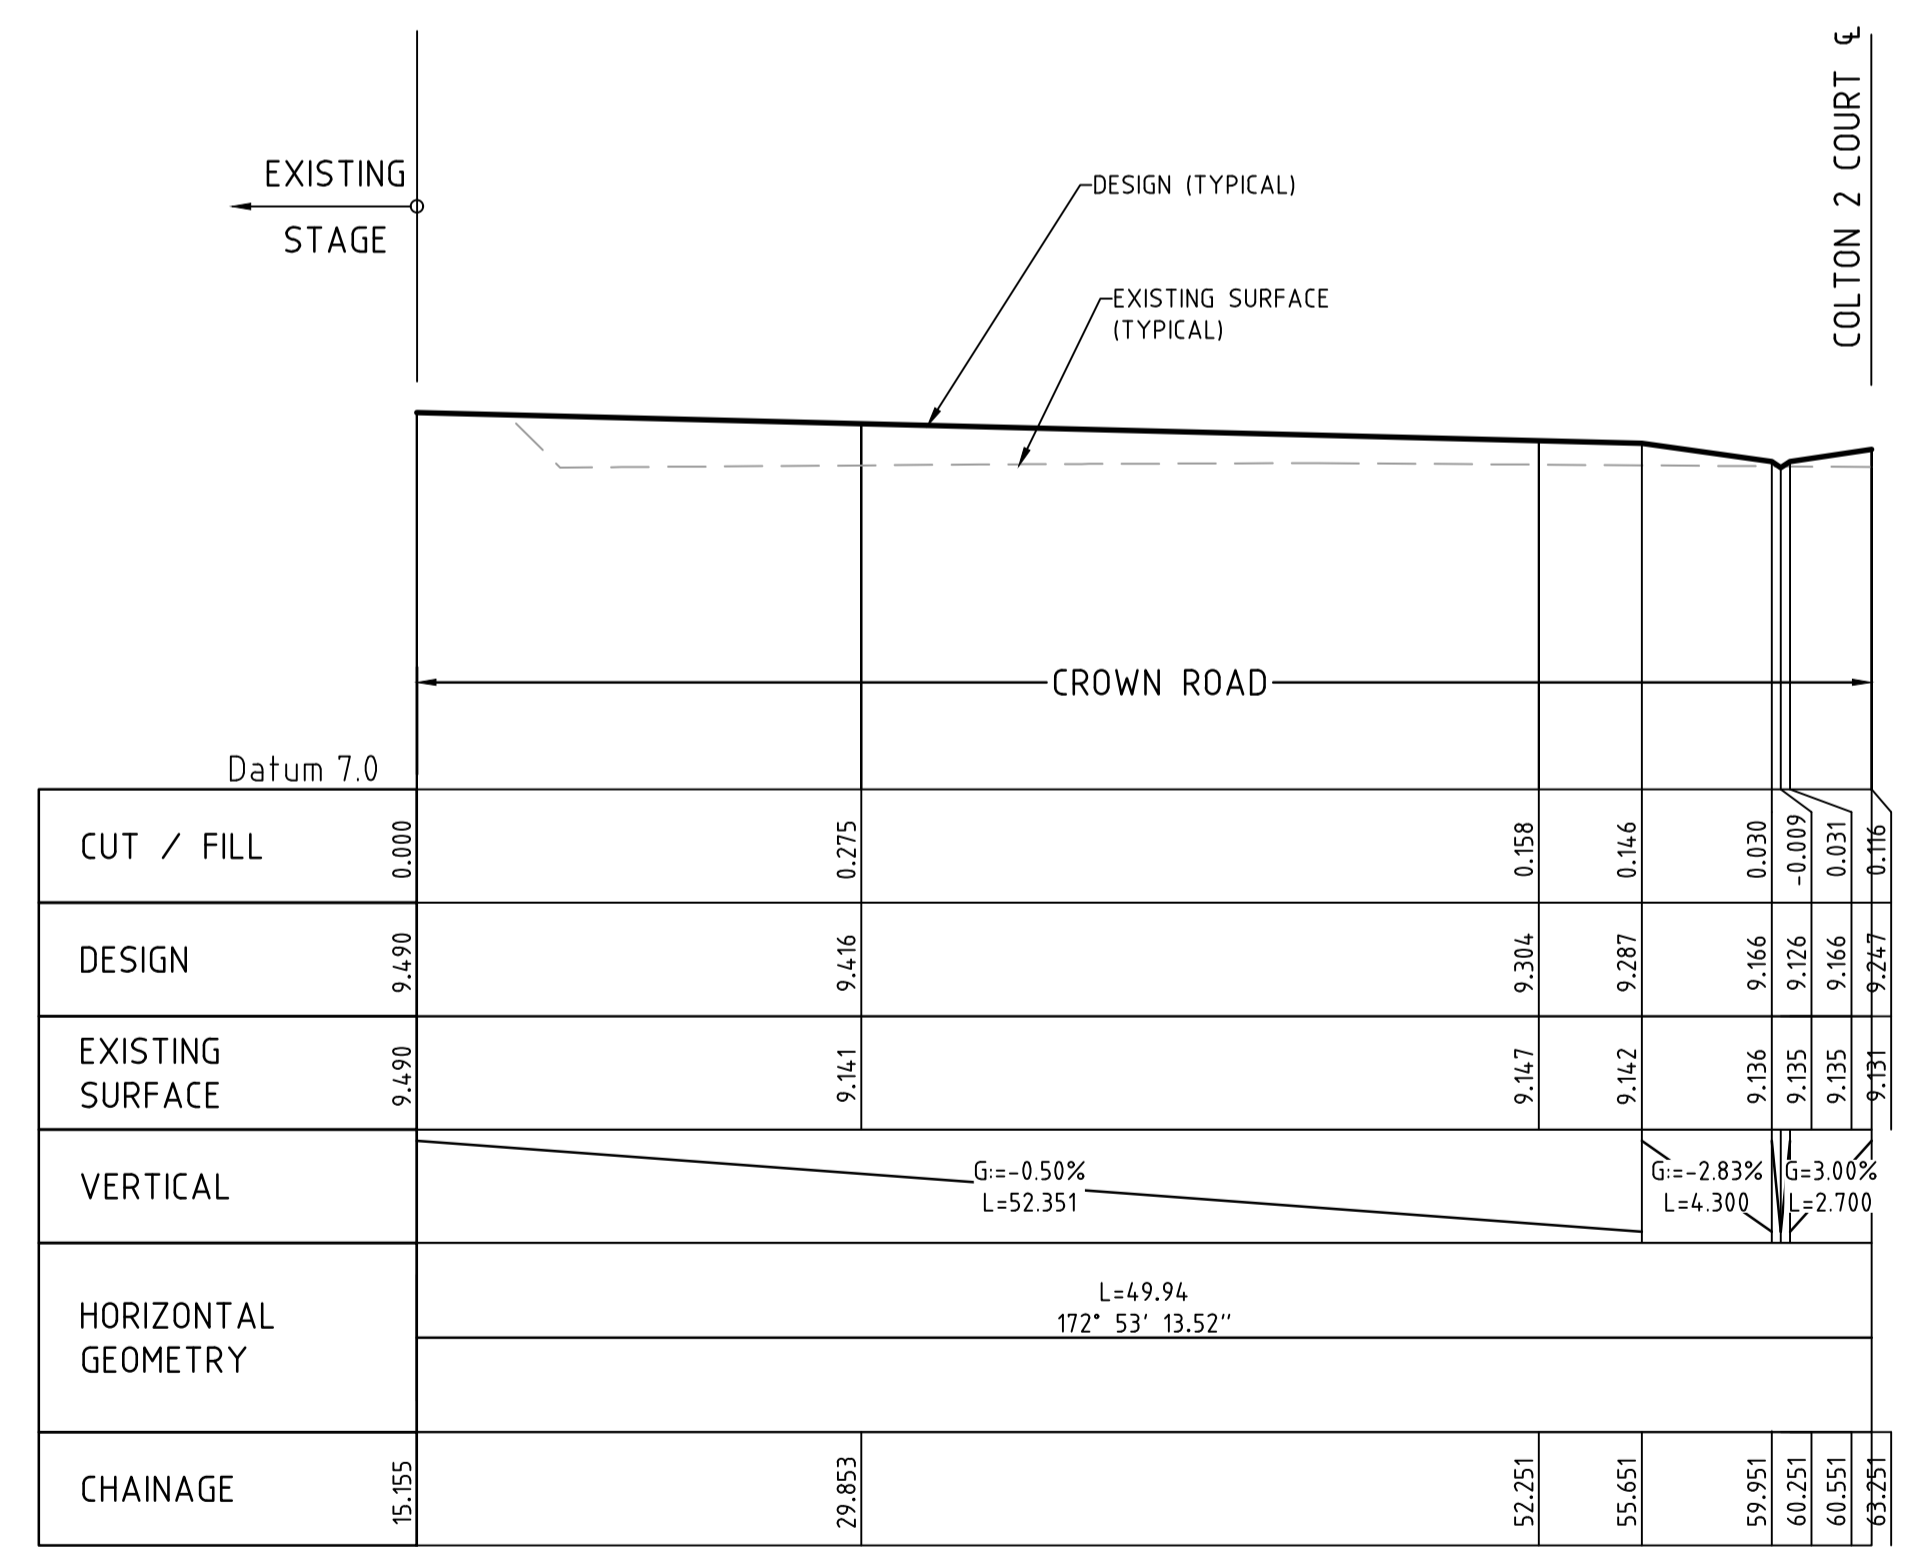 COLTON 2 COURT ℄
EXISTING
STAGE
DESIGN (TYPICAL)
EXISTING SURFACE
(TYPICAL)
CROWN ROAD
Datum 7.0
CUT / FILL 0.000 0.275 0.158 0.146 0.030 -0.009 0.031 0.116
DESIGN 9.490 9.416 9.304 9.287 9.166 9.126 9.166 9.247
EXISTING
SURFACE 9.490 9.141 9.147 9.142 9.136 9.135 9.135 9.131
VERTICAL
G:=-0.50% G:=-2.83% G=3.00%
L=52.351 L=4.300 L=2.700
HORIZONTAL
GEOMETRY
L=49.94
172° 53' 13.52"
CHAINAGE 15.155 29.853 52.251 55.651 59.951 60.251 60.551 63.251